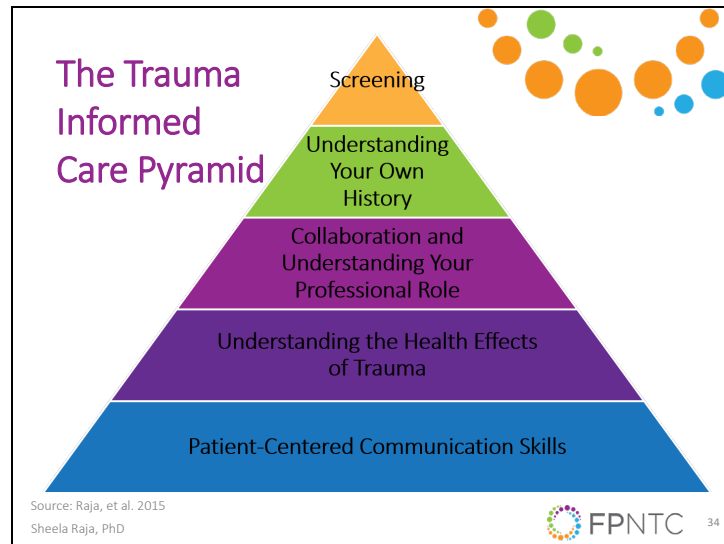 The Trauma
Informed
Care Pyramid
Screening
Understanding
Your Own
History
Collaboration and
Understanding Your
Professional Role
Understanding the Health Effects
of Trauma
Patient-Centered Communication Skills
Source: Raja, et al. 2015
Sheela Raja, PhD
FPNTC
34